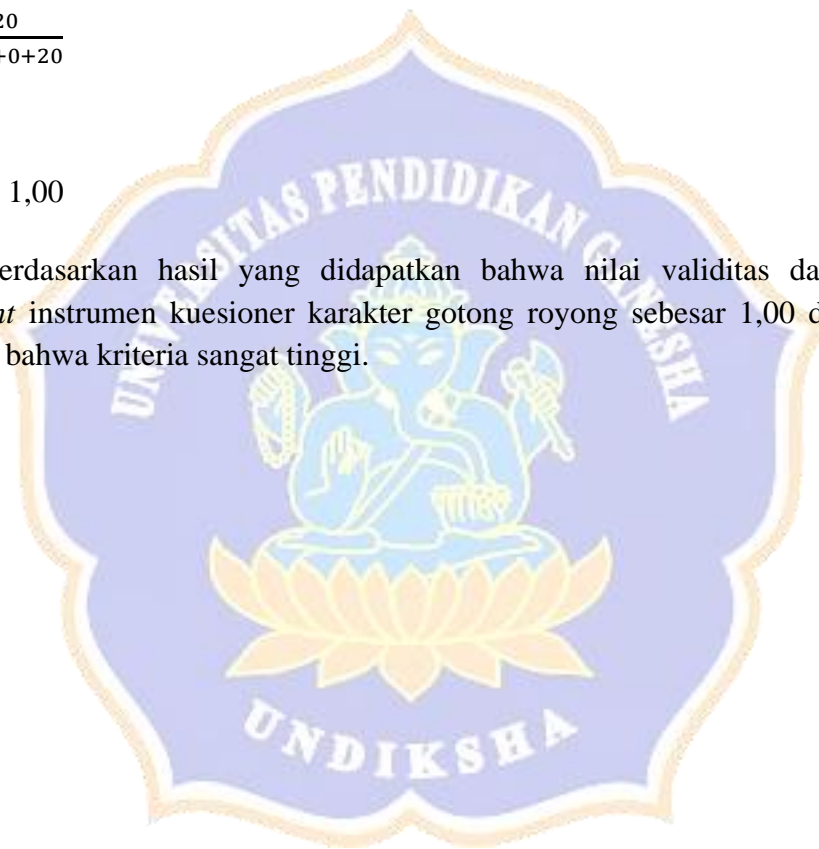 20
+0+20
1,00
erdasarkan hasil yang didapatkan bahwa nilai validitas da
nt instrumen kuesioner karakter gotong royong sebesar 1,00 d
bahwa kriteria sangat tinggi.
UNIVERSITAS PENDIDIKAN GANESHA
UNDIKSHA